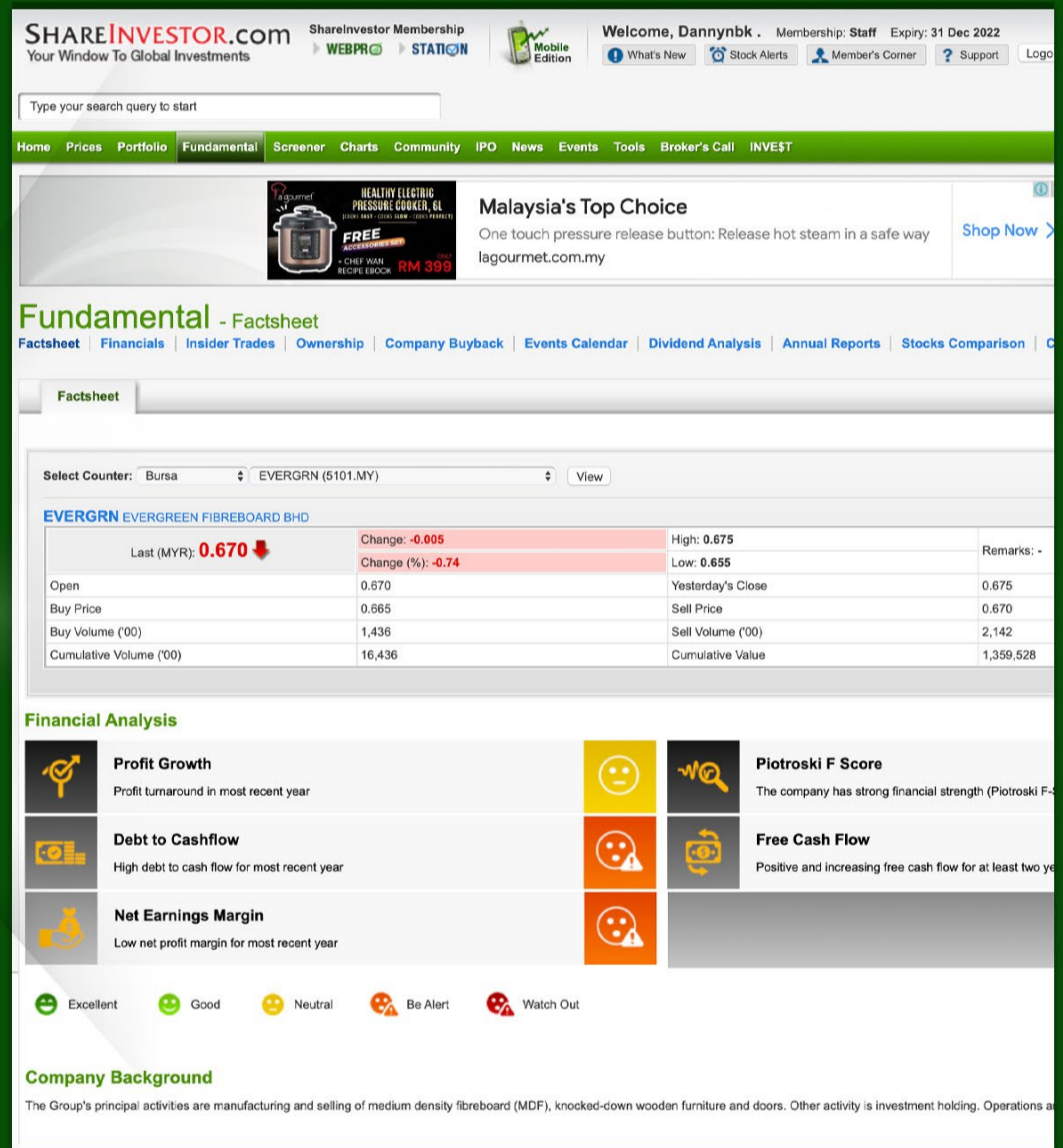 SHAREINVESTOR.com
Your Window To Global Investments
ShareInvestor Membership
WEBPRO STATION
Mobile Edition
Welcome, Dannynbk . Membership: Staff Expiry: 31 Dec 2022
What's New Stock Alerts Member's Corner Support Logo
Type your search query to start
Home Prices Portfolio Fundamental Screener Charts Community IPO News Events Tools Broker's Call INVE$T
lagourmet
HEALTHY ELECTRIC
PRESSURE COOKER, 6L
[COOKS FAST - COOKS SLOW - COOKS PERFECT]
FREE
ACCESSORIES SET
+ CHEF WAN
RECIPE EBOOK
ONLY
RM 399
Malaysia's Top Choice
One touch pressure release button: Release hot steam in a safe way
lagourmet.com.my
Shop Now
Fundamental - Factsheet
Factsheet | Financials | Insider Trades | Ownership | Company Buyback | Events Calendar | Dividend Analysis | Annual Reports | Stocks Comparison |
Factsheet
Select Counter: Bursa EVERGRN (5101.MY) View
EVERGRN EVERGREEN FIBREBOARD BHD
Last (MYR): 0.670
Change: -0.005 High: 0.675
Remarks: -
Change (%): -0.74 Low: 0.655
Open 0.670 Yesterday's Close 0.675
Buy Price 0.665 Sell Price 0.670
Buy Volume ('00) 1,436 Sell Volume ('00) 2,142
Cumulative Volume ('00) 16,436 Cumulative Value 1,359,528
Financial Analysis
Profit Growth
Profit turnaround in most recent year
Piotroski F Score
The company has strong financial strength (Piotroski F-
Debt to Cashflow
High debt to cash flow for most recent year
Free Cash Flow
Positive and increasing free cash flow for at least two ye
Net Earnings Margin
Low net profit margin for most recent year
Excellent Good Neutral Be Alert Watch Out
Company Background
The Group's principal activities are manufacturing and selling of medium density fibreboard (MDF), knocked-down wooden furniture and doors. Other activity is investment holding. Operations a